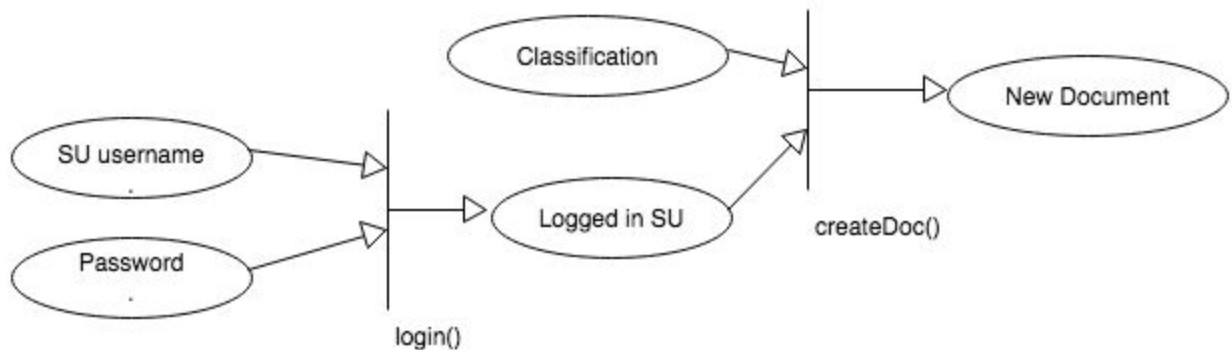 Classification
New Document
SU username
.
Logged in SU
createDoc()
Password
.
login()